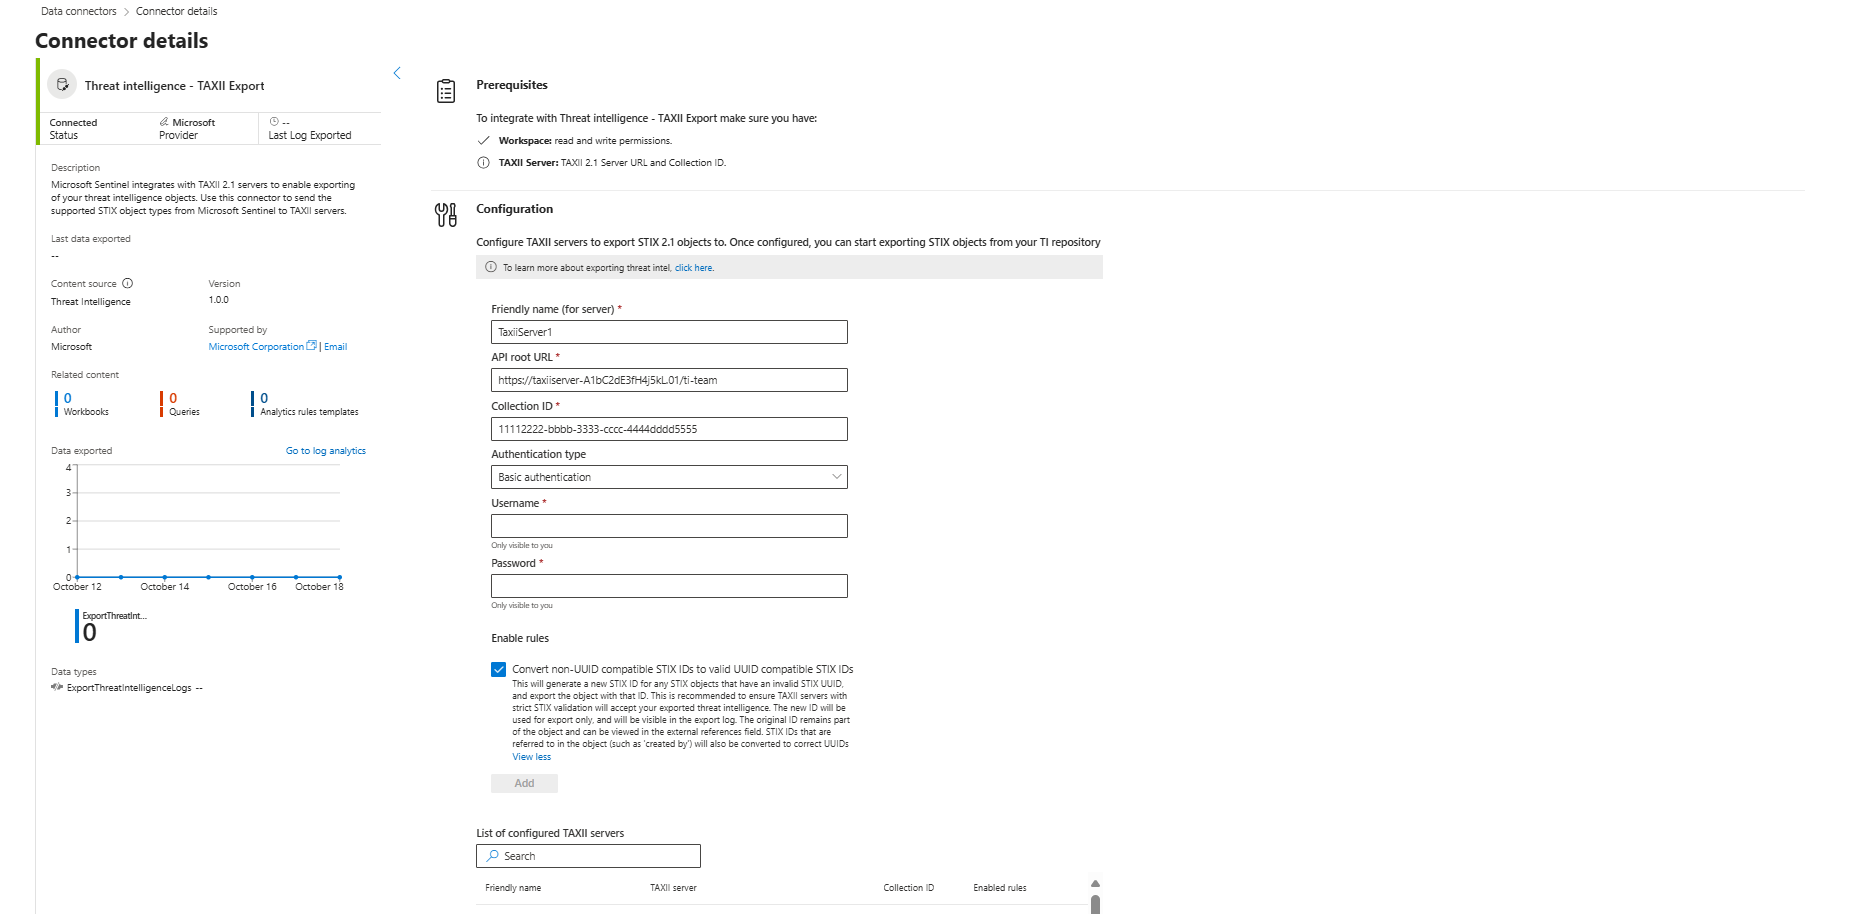 Data connectors > Connector details
Connector details
Threat intelligence - TAXII Export
Connected
Status
Microsoft
Provider
--
Last Log Exported
Description
Microsoft Sentinel integrates with TAXII 2.1 servers to enable exporting
of your threat intelligence objects. Use this connector to send the
supported STIX object types from Microsoft Sentinel to TAXII servers.
Last data exported
--
Content source
Threat Intelligence
Version
1.0.0
Author
Microsoft
Supported by
Microsoft Corporation | Email
Related content
0
Workbooks
0
Queries
0
Analytics rules templates
Data exported
Go to log analytics
4
3
2
1
0
October 12 October 14 October 16 October 18
ExportThreatInt...
0
Data types
ExportThreatIntelligenceLogs --
Prerequisites
To integrate with Threat intelligence - TAXII Export make sure you have:
Workspace: read and write permissions.
TAXII Server: TAXII 2.1 Server URL and Collection ID.
Configuration
Configure TAXII servers to export STIX 2.1 objects to. Once configured, you can start exporting STIX objects from your TI repository
To learn more about exporting threat intel, click here.
Friendly name (for server) *
TaxiiServer1
API root URL *
https://taxiiserver-A1bC2dE3fH4j5kL.01/ti-team
Collection ID *
11112222-bbbb-3333-cccc-4444dddd5555
Authentication type
Basic authentication
Username *
Only visible to you
Password *
Only visible to you
Enable rules
Convert non-UUID compatible STIX IDs to valid UUID compatible STIX IDs
This will generate a new STIX ID for any STIX objects that have an invalid STIX UUID,
and export the object with that ID. This is recommended to ensure TAXII servers with
strict STIX validation will accept your exported threat intelligence. The new ID will be
used for export only, and will be visible in the export log. The original ID remains part
of the object and can be viewed in the external references field. STIX IDs that are
referred to in the object (such as 'created by') will also be converted to correct UUIDs
View less
Add
List of configured TAXII servers
Search
Friendly name TAXII server Collection ID Enabled rules